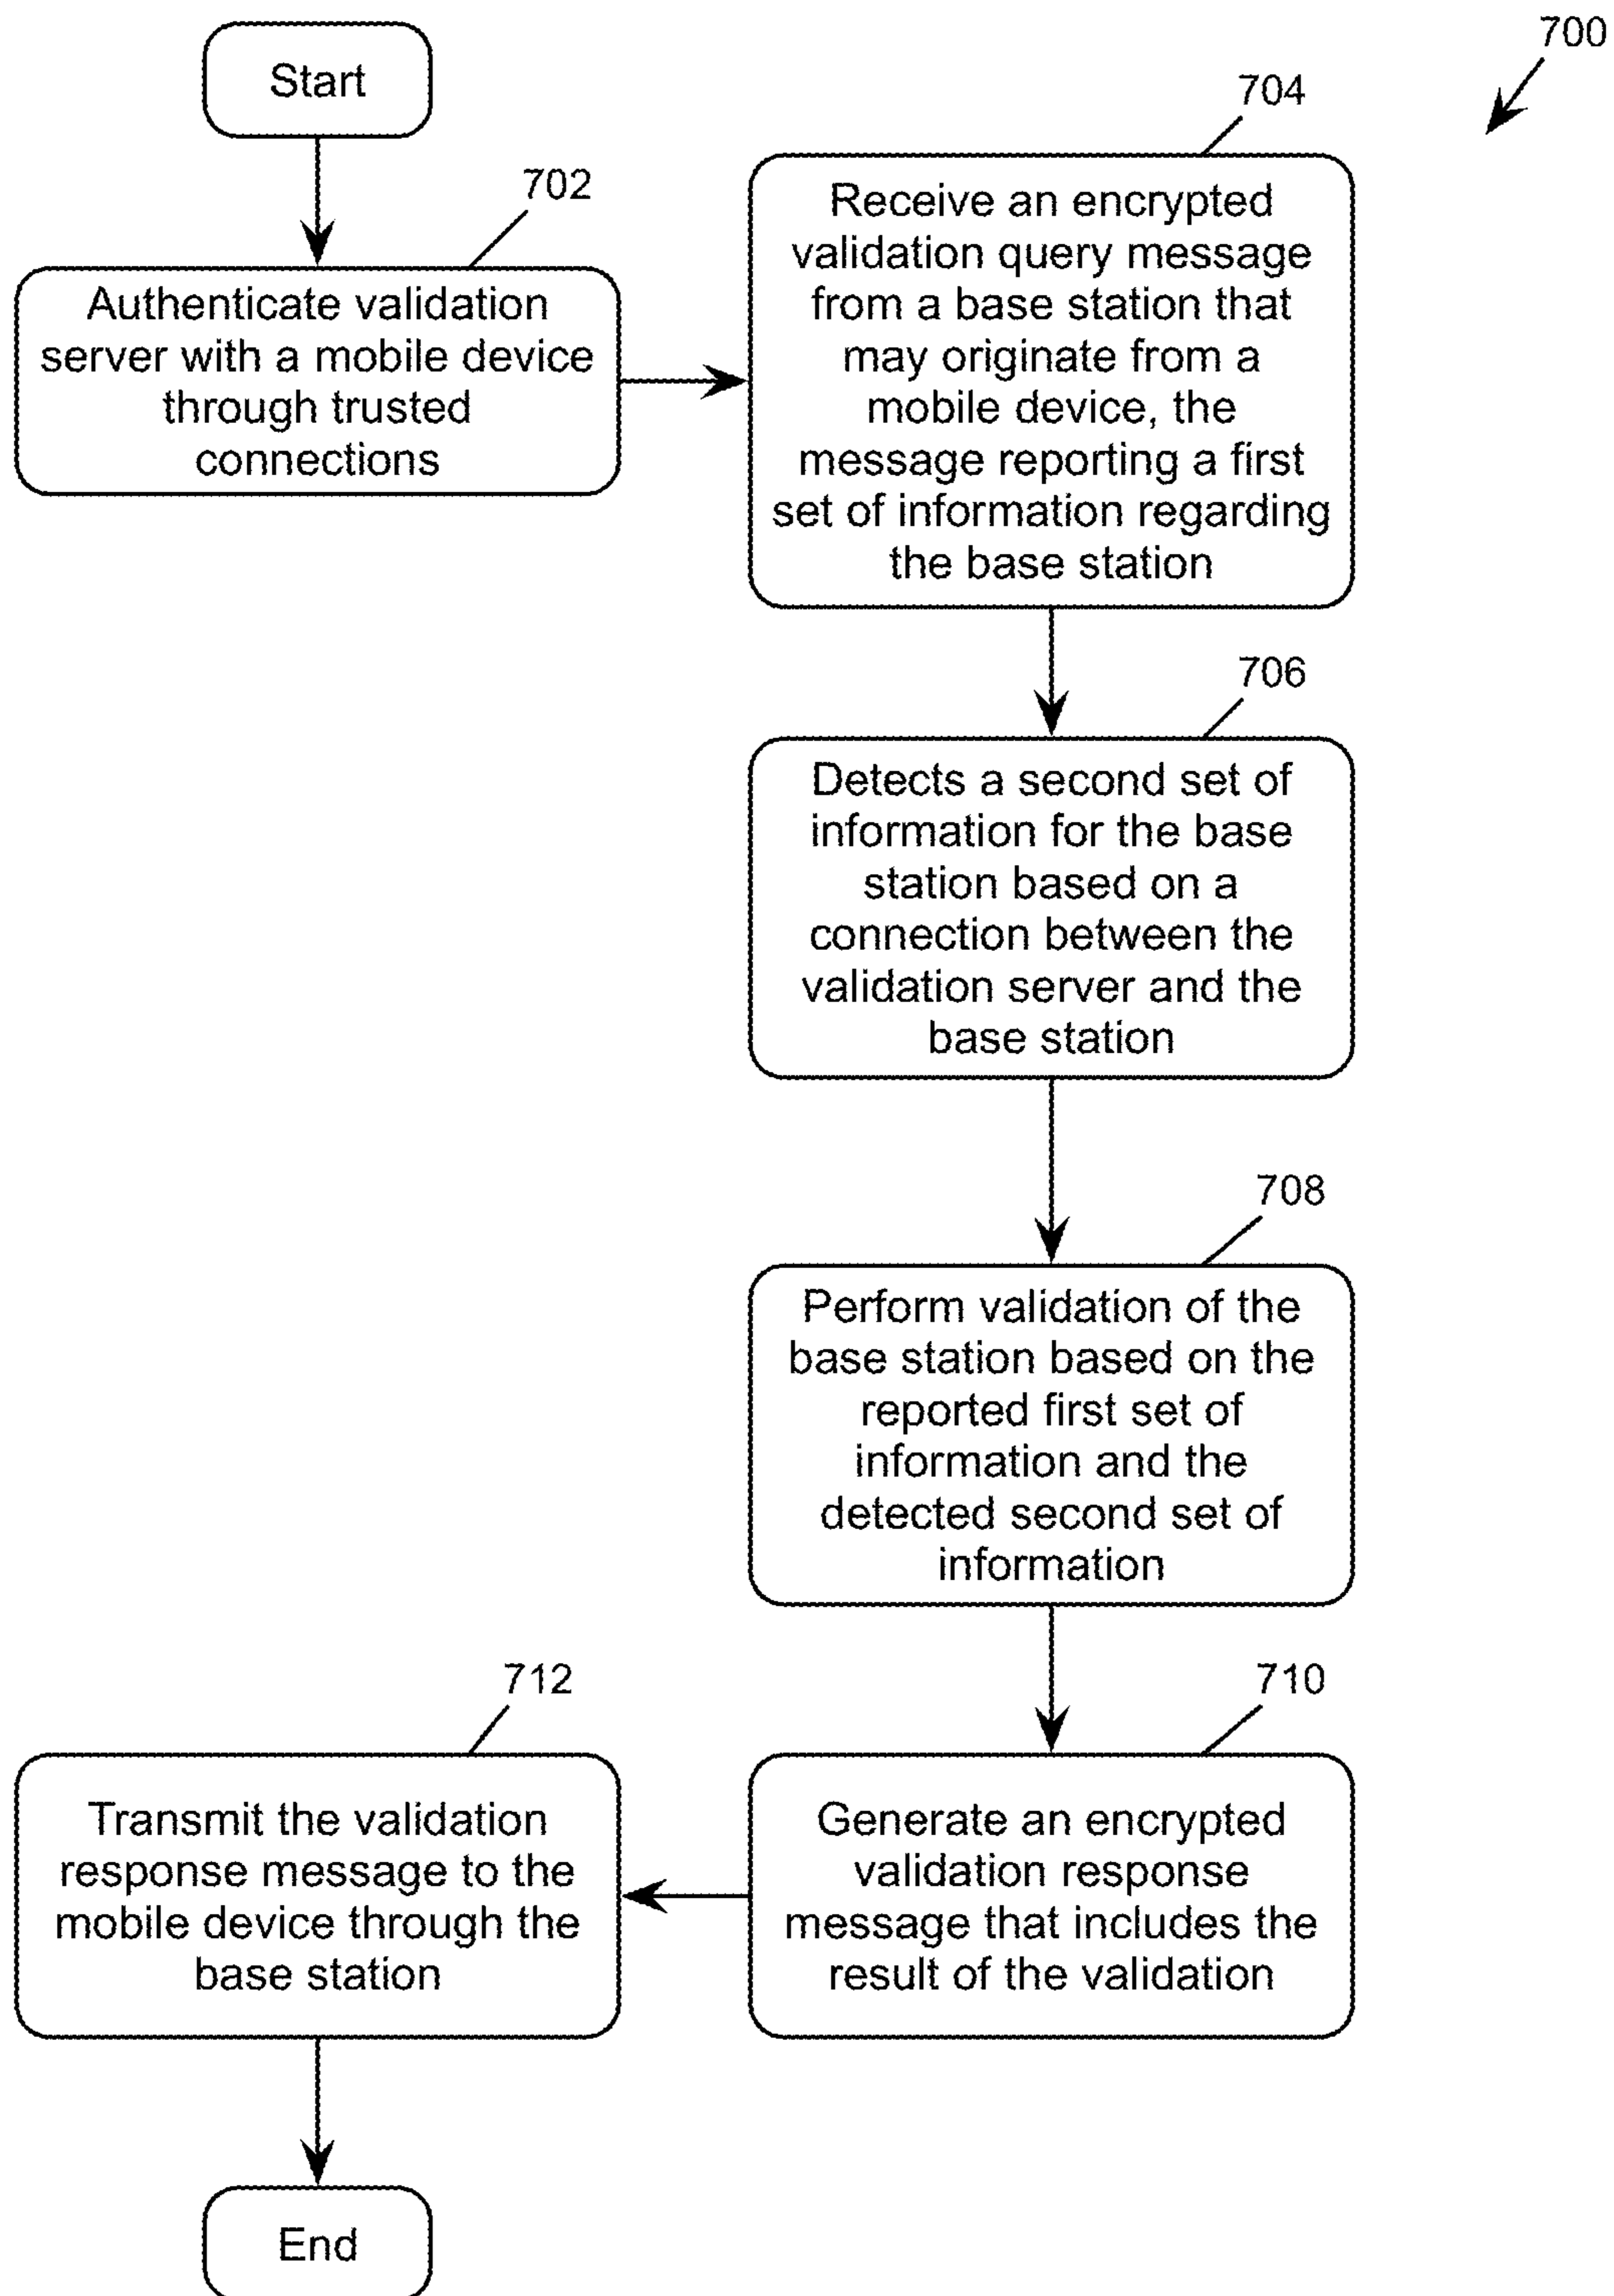 700
Start
702
Authenticate validation
server with a mobile device
through trusted
connections
704
Receive an encrypted
validation query message
from a base station that
may originate from a
mobile device, the
message reporting a first
set of information regarding
the base station
706
Detects a second set of
information for the base
station based on a
connection between the
validation server and the
base station
708
Perform validation of the
base station based on the
reported first set of
information and the
detected second set of
information
710
Generate an encrypted
validation response
message that includes the
result of the validation
712
Transmit the validation
response message to the
mobile device through the
base station
End